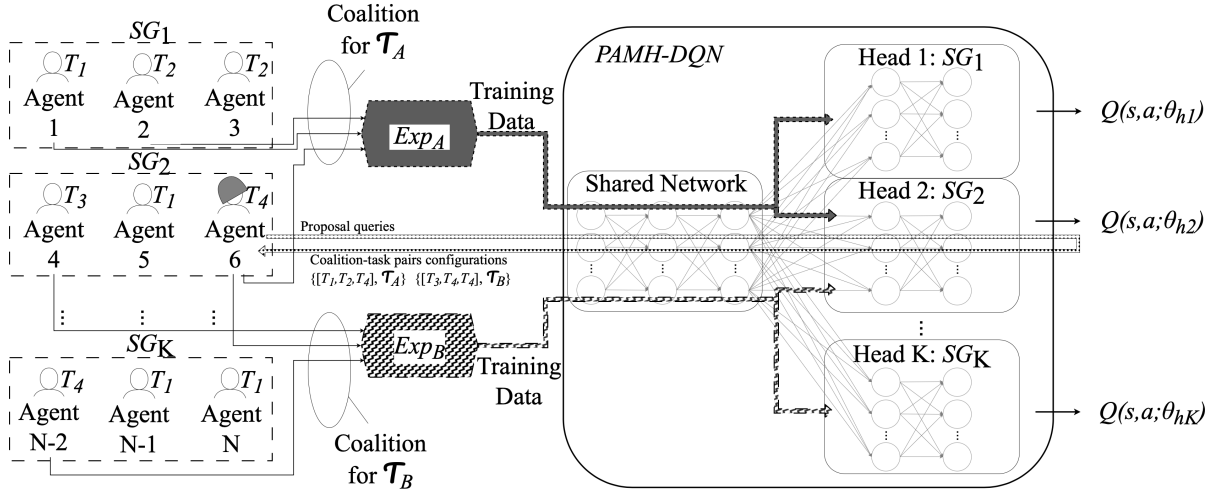 SG1
T1 T2 T2
Agent Agent Agent
1 2 3
SG2
T3 T1 T4
Agent Agent Agent
4 5 6
SGK
T4 T1 T1
Agent Agent Agent
N-2 N-1 N
Coalition
for 𝓣A
ExpA
Training
Data
Proposal queries
Coalition-task pairs configurations
{[T1,T2,T4], 𝓣A} {[T3,T4,T4], 𝓣B}
ExpB
Training
Data
Coalition
for 𝓣B
PAMH-DQN
Shared Network
Head 1: SG1
Head 2: SG2
Head K: SGK
Q(s,a;θh1)
Q(s,a;θh2)
Q(s,a;θhK)